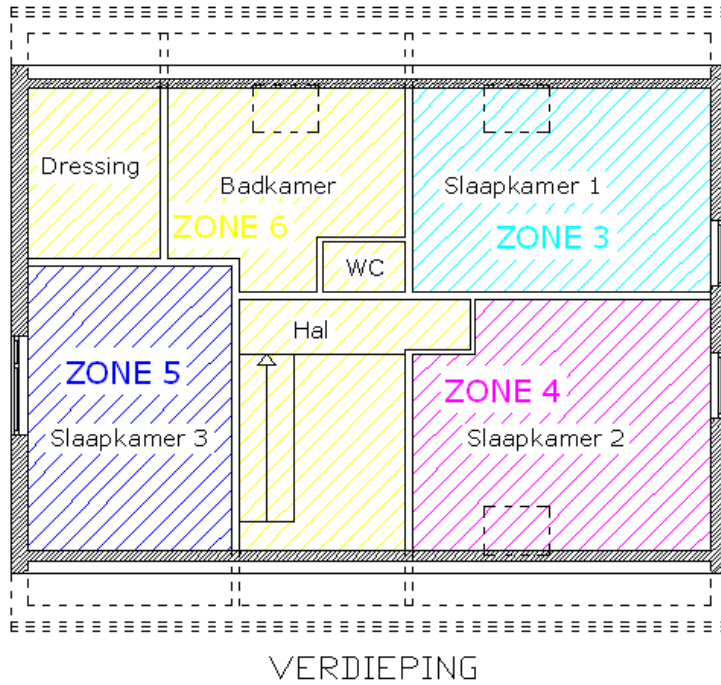 Dressing
Badkamer
Slaapkamer 1
ZONE 6
ZONE 3
WC
Hal
ZONE 5
ZONE 4
Slaapkamer 3
Slaapkamer 2
VERDIEPING